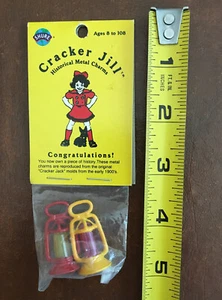 SHURE
Ages 8 to 108
Cracker Jill™
Historical Metal Charms
Congratulations!
You now own a piece of history. These metal
charms are reproduced from the original
"Cracker Jack" molds from the early 1900's.
1
2
3
4
5